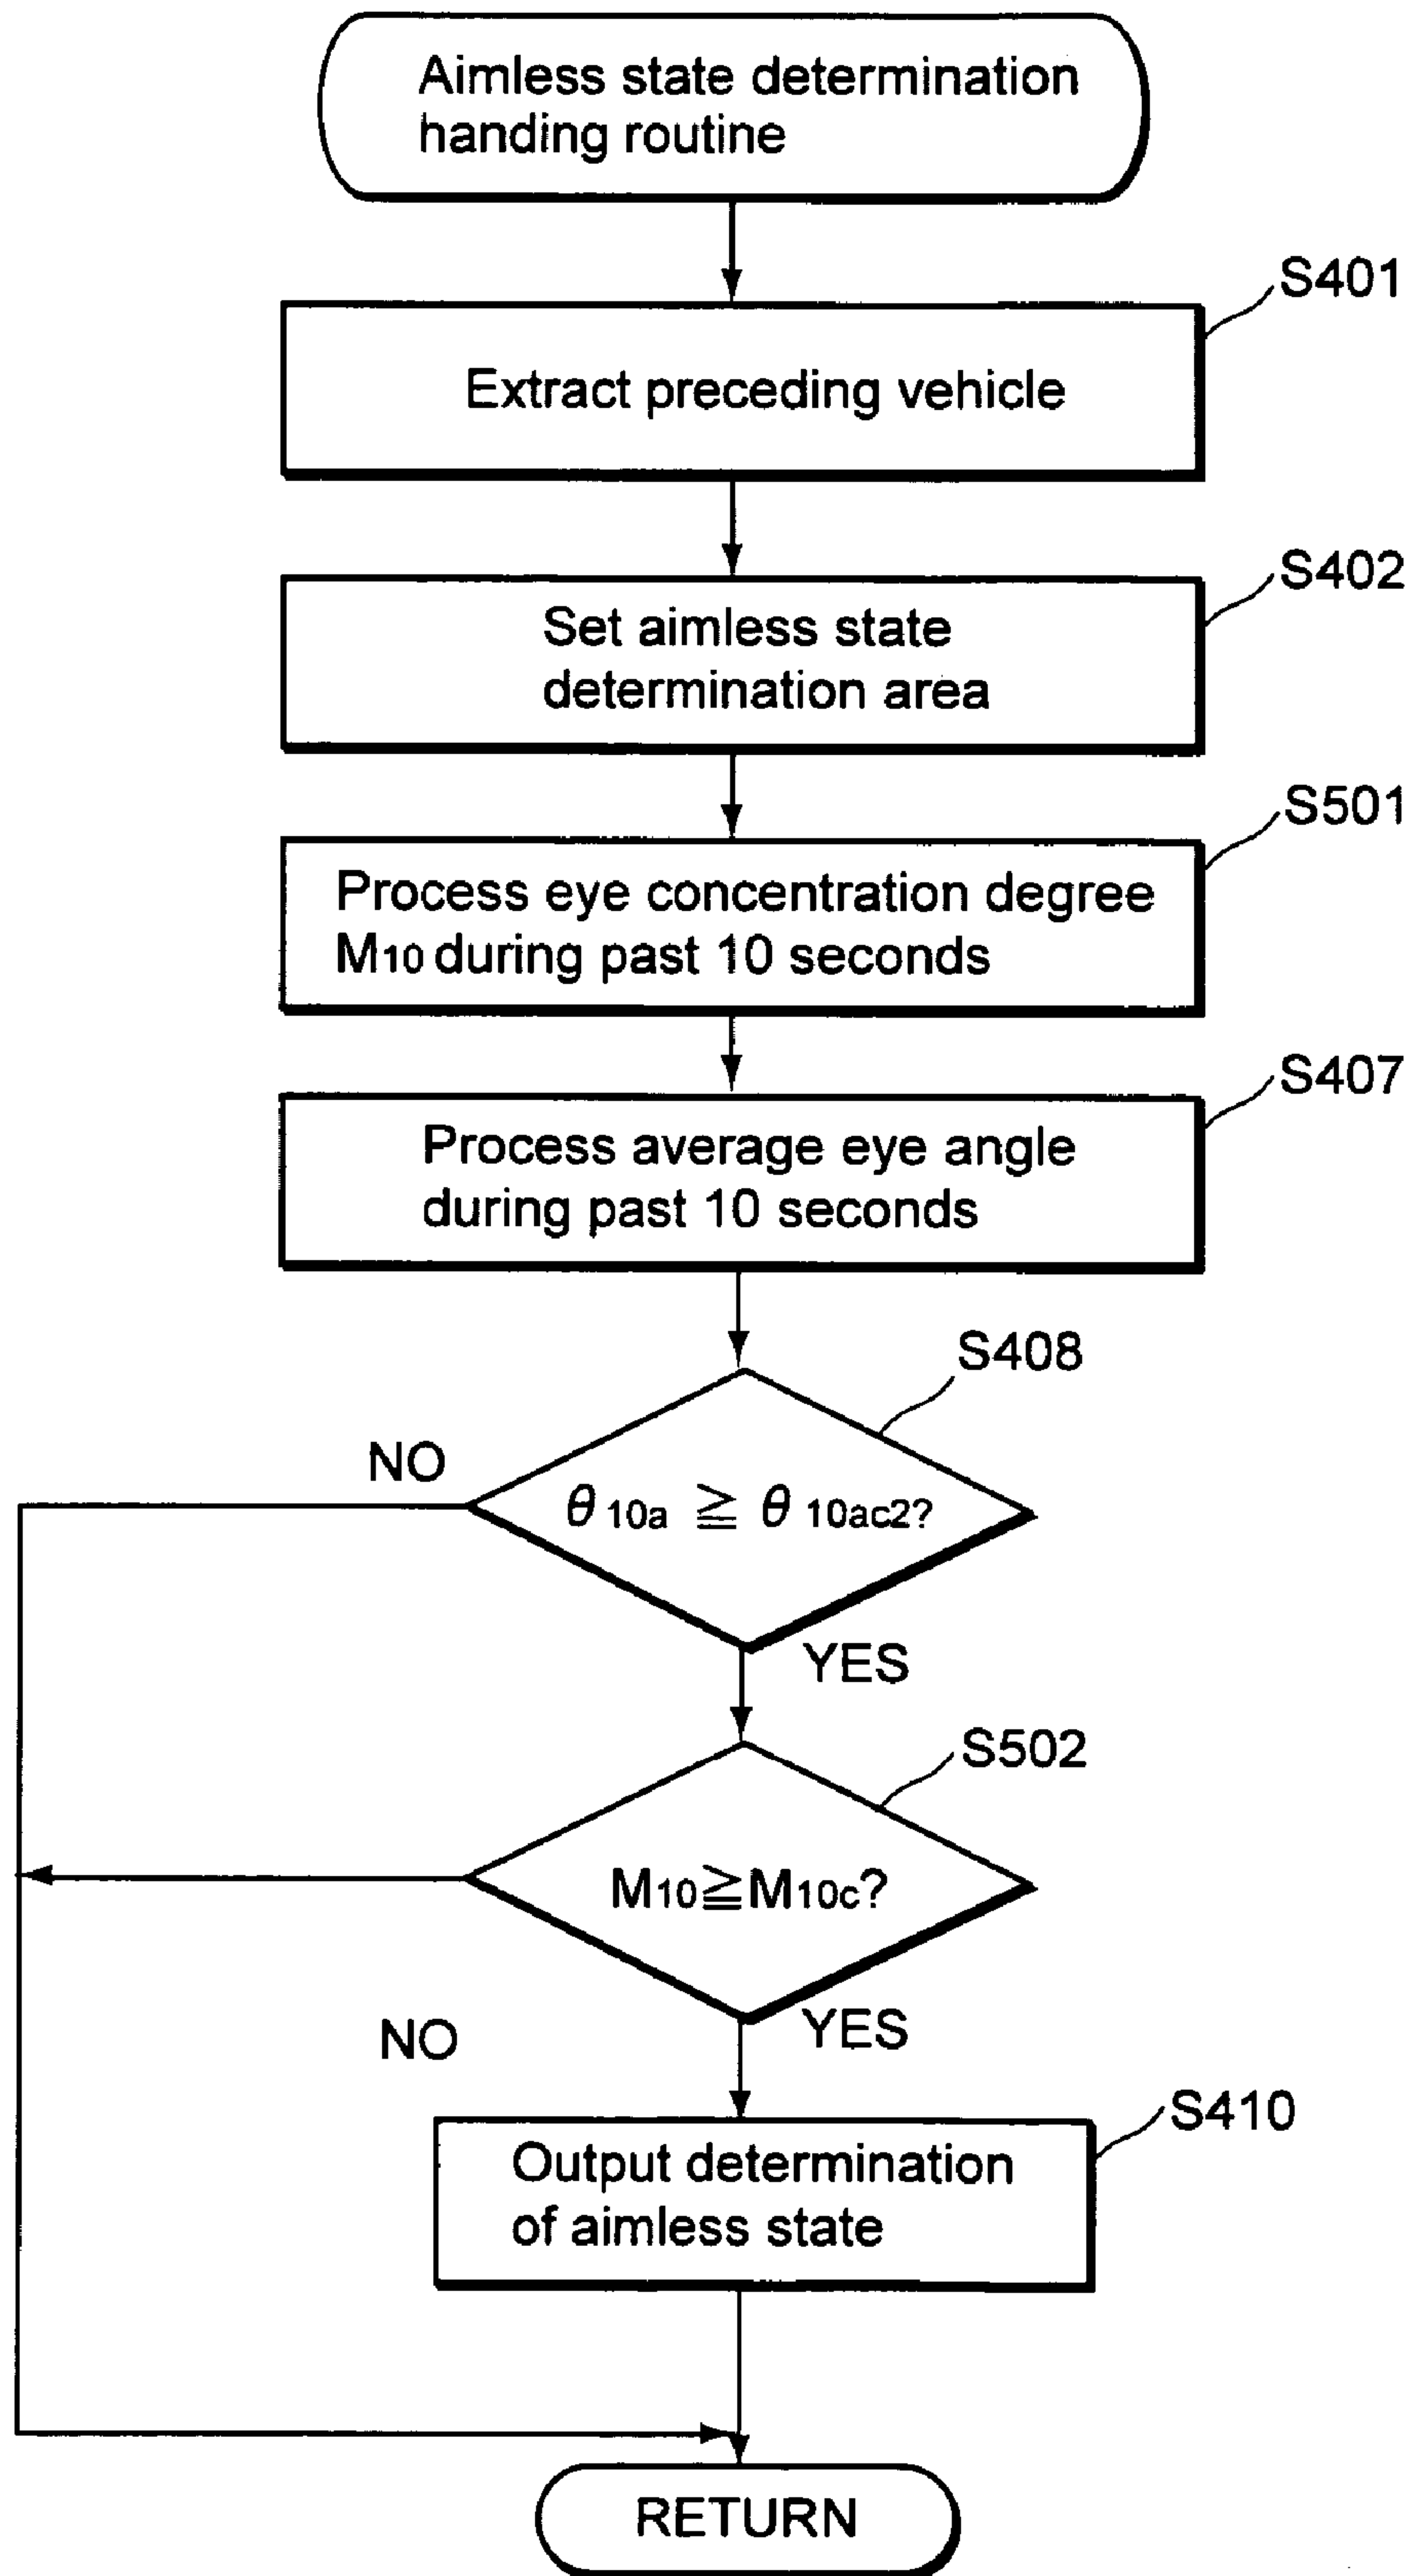 Aimless state determination
handing routine
S401
Extract preceding vehicle
S402
Set aimless state
determination area
S501
Process eye concentration degree
M10 during past 10 seconds
S407
Process average eye angle
during past 10 seconds
S408
NO
θ 10a ≧ θ 10ac2?
YES
S502
M10≧M10c?
NO
YES
S410
Output determination
of aimless state
RETURN